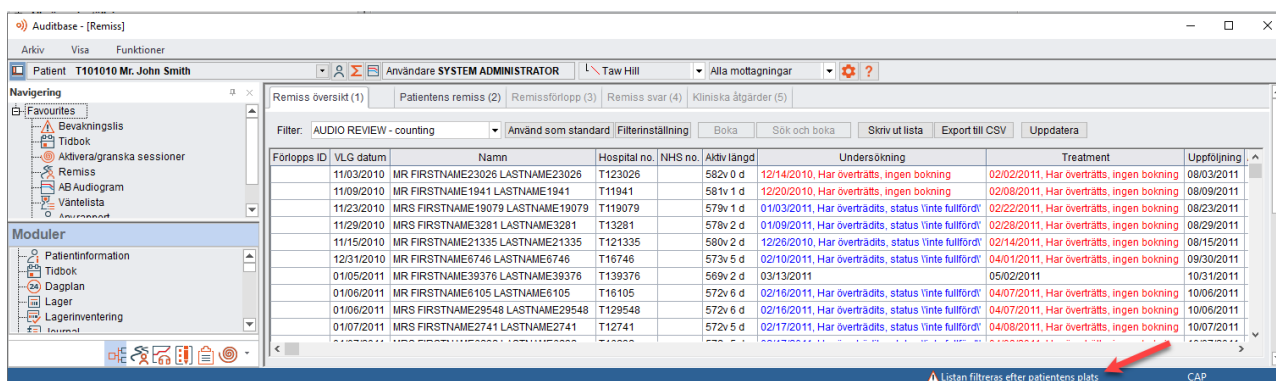 Auditbase - [Remiss]
Arkiv Visa Funktioner
Patient T101010 Mr. John Smith Användare SYSTEM ADMINISTRATOR Taw Hill Alla mottagningar
Navigering
Favourites
Bevakningslis
Tidbok
Aktivera/granska sessioner
Remiss
AB Audiogram
Väntelista
Moduler
Patientinformation
Tidbok
Dagplan
Lager
Lagerinventering
Journal
Remiss översikt (1) Patientens remiss (2) Remissförlopp (3) Remiss svar (4) Kliniska åtgärder (5)
Filter: AUDIO REVIEW - counting Använd som standard Filterinställning Boka Sök och boka Skriv ut lista Export till CSV Uppdatera
Förlopps ID VLG datum Namn Hospital no. NHS no. Aktiv längd Undersökning Treatment Uppföljning
11/03/2010 MR FIRSTNAME23026 LASTNAME23026 T123026 582v 0 d 12/14/2010, Har överträtts, ingen bokning 02/02/2011, Har överträtts, ingen bokning 08/03/2011
11/09/2010 MR FIRSTNAME1941 LASTNAME1941 T11941 581v 1 d 12/20/2010, Har överträtts, ingen bokning 02/08/2011, Har överträtts, ingen bokning 08/09/2011
11/23/2010 MRS FIRSTNAME19079 LASTNAME19079 T119079 579v 1 d 01/03/2011, Har överträdits, status \'inte fullförd\' 02/22/2011, Har överträtts, ingen bokning 08/23/2011
11/29/2010 MRS FIRSTNAME3281 LASTNAME3281 T13281 578v 2 d 01/09/2011, Har överträdits, status \'inte fullförd\' 02/28/2011, Har överträtts, ingen bokning 08/29/2011
11/15/2010 MR FIRSTNAME21335 LASTNAME21335 T121335 580v 2 d 12/26/2010, Har överträdits, status \'inte fullförd\' 02/14/2011, Har överträtts, ingen bokning 08/15/2011
12/31/2010 MR FIRSTNAME6746 LASTNAME6746 T16746 573v 5 d 02/10/2011, Har överträdits, status \'inte fullförd\' 04/01/2011, Har överträtts, ingen bokning 09/30/2011
01/05/2011 MR FIRSTNAME39376 LASTNAME39376 T139376 569v 2 d 03/13/2011 05/02/2011 10/31/2011
01/06/2011 MR FIRSTNAME6105 LASTNAME6105 T16105 572v 6 d 02/16/2011, Har överträdits, status \'inte fullförd\' 04/07/2011, Har överträtts, ingen bokning 10/06/2011
01/06/2011 MR FIRSTNAME29548 LASTNAME29548 T129548 572v 6 d 02/16/2011, Har överträdits, status \'inte fullförd\' 04/07/2011, Har överträtts, ingen bokning 10/06/2011
01/07/2011 MRS FIRSTNAME2741 LASTNAME2741 T12741 572v 5 d 02/17/2011, Har överträdits, status \'inte fullförd\' 04/08/2011, Har överträtts, ingen bokning 10/07/2011
Listan filtreras efter patientens plats CAP